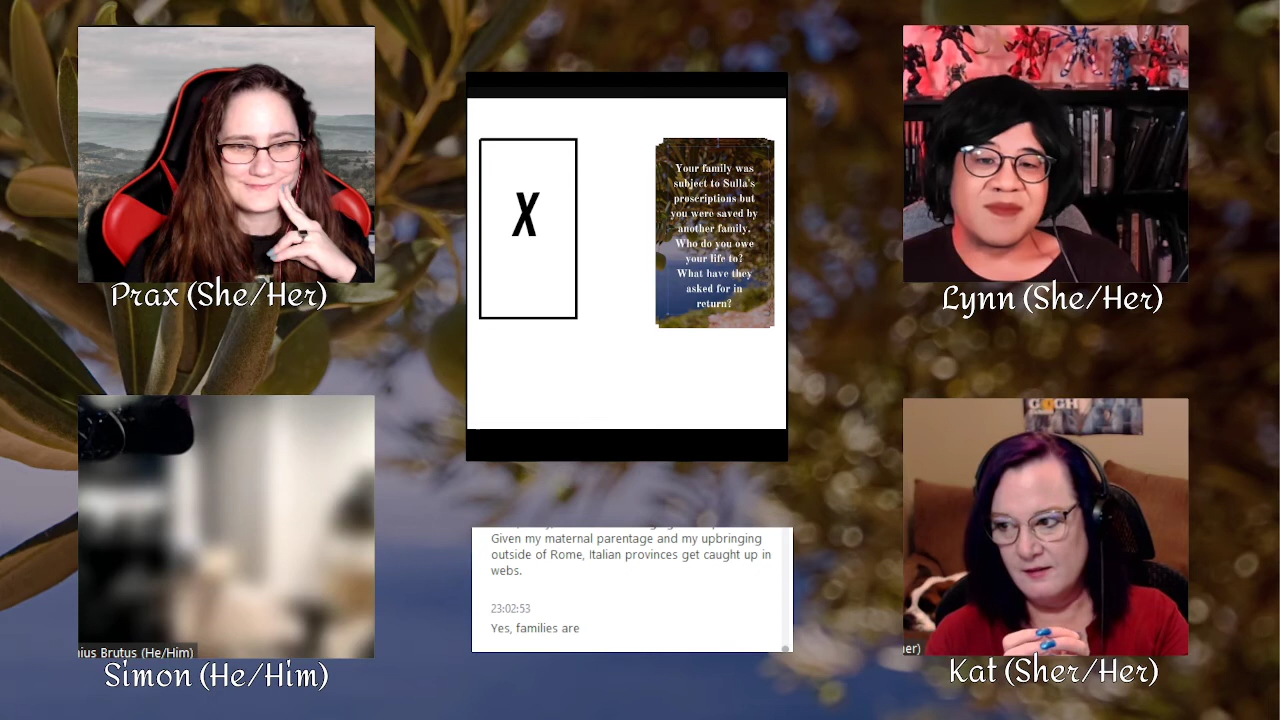 Prax (She/Her)
X
Your family was
subject to Sulla's
proscriptions but
you were saved by
another family.
Who do you owe
your life to?
What have they
asked for in
return?
Lynn (She/Her)
ius Brutus (He/Him)
Simon (He/Him)
Given my maternal parentage and my upbringing
outside of Rome, Italian provinces get caught up in
webs.
23:02:53
Yes, families are
GOGH
er)
Kat (Sher/Her)